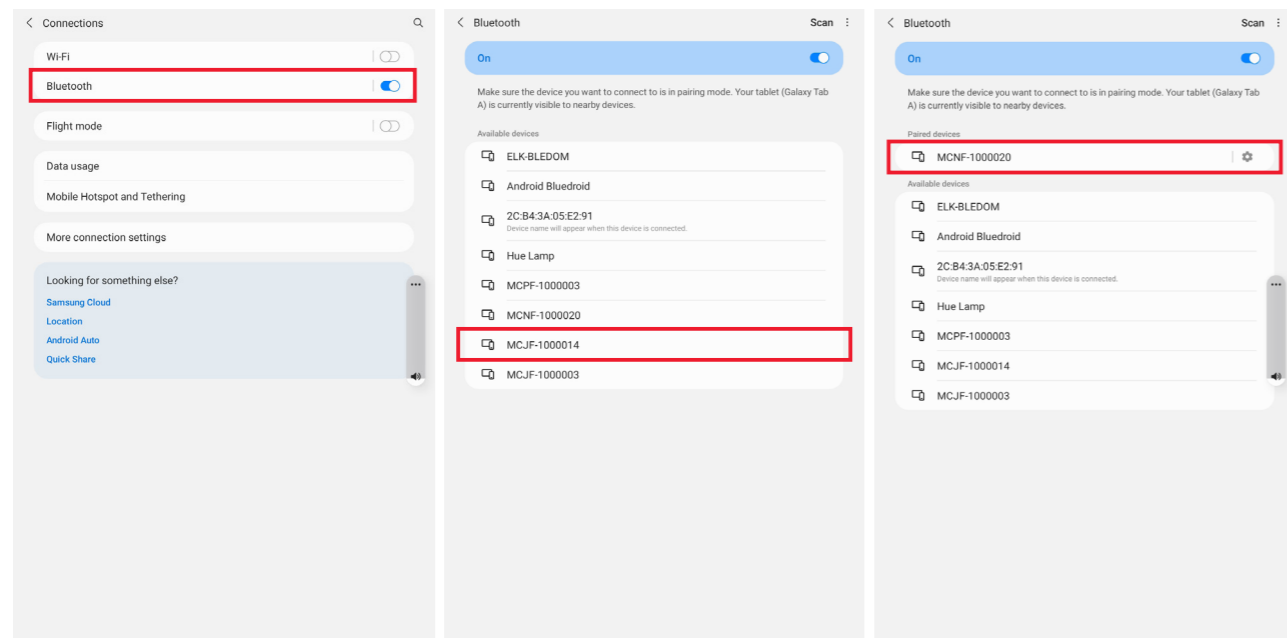 Connections
Wi-Fi
Bluetooth
Flight mode
Data usage
Mobile Hotspot and Tethering
More connection settings
Looking for something else?
Samsung Cloud
Location
Android Auto
Quick Share
Bluetooth
Scan
On
Make sure the device you want to connect to is in pairing mode. Your tablet (Galaxy Tab
A) is currently visible to nearby devices.
Available devices
ELK-BLEDOM
Android Bluedroid
2C:B4:3A:05:E2:91
Device name will appear when this device is connected.
Hue Lamp
MCPF-1000003
MCNF-1000020
MCJF-1000014
MCJF-1000003
Bluetooth
Scan
On
Make sure the device you want to connect to is in pairing mode. Your tablet (Galaxy Tab
A) is currently visible to nearby devices.
Paired devices
MCNF-1000020
Available devices
ELK-BLEDOM
Android Bluedroid
2C:B4:3A:05:E2:91
Device name will appear when this device is connected.
Hue Lamp
MCPF-1000003
MCJF-1000014
MCJF-1000003